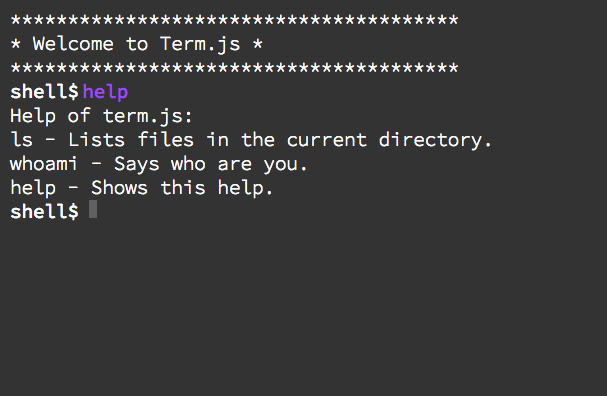 ***************************************
* Welcome to Term.js *
***************************************
shell$ help
Help of term.js:
ls - Lists files in the current directory.
whoami - Says who are you.
help - Shows this help.
shell$